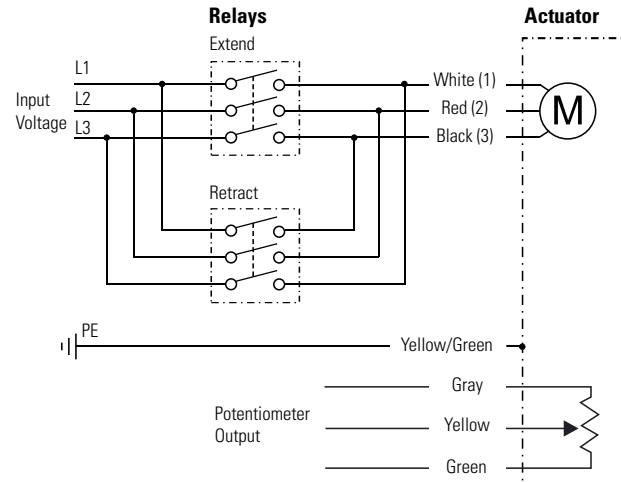 Relays
Actuator
Extend
L1
White (1)
Input
Voltage
L2
Red (2)
M
L3
Black (3)
Retract
PE
Yellow/Green
Gray
Potentiometer
Output
Yellow
Green